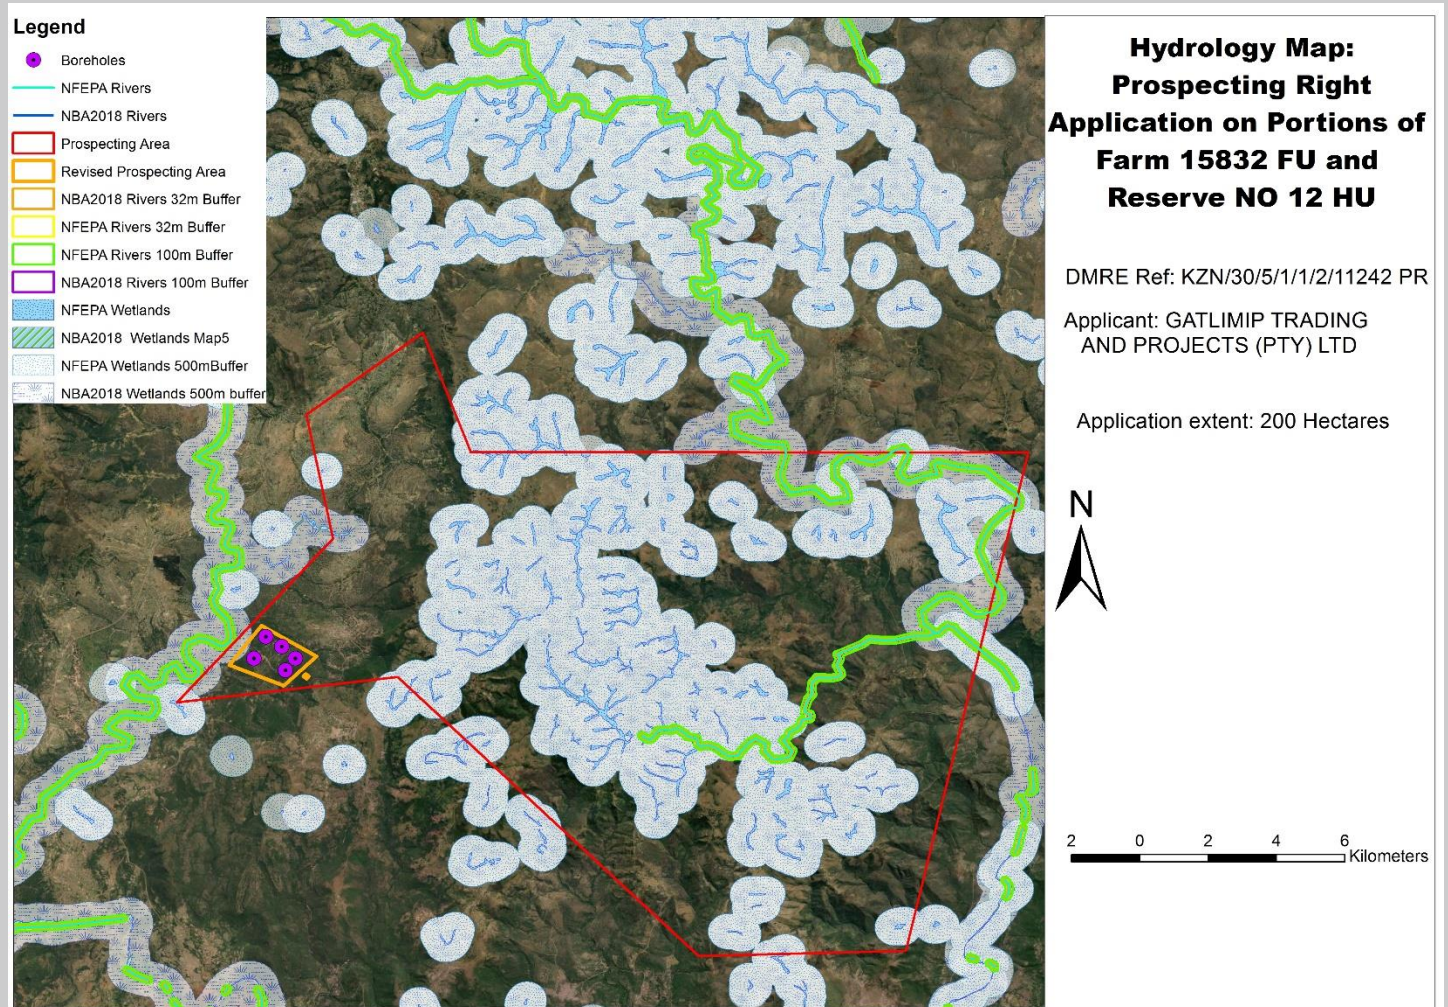 Legend
Boreholes
NFEPA Rivers
NBA2018 Rivers
Prospecting Area
Revised Prospecting Area
NBA2018 Rivers 32m Buffer
NFEPA Rivers 32m Buffer
NFEPA Rivers 100m Buffer
NBA2018 Rivers 100m Buffer
NFEPA Wetlands
NBA2018 Wetlands Map5
NFEPA Wetlands 500mBuffer
NBA2018 Wetlands 500m buffer
Hydrology Map:
Prospecting Right
Application on Portions of
Farm 15832 FU and
Reserve NO 12 HU
DMRE Ref: KZN/30/5/1/1/2/11242 PR
Applicant: GATLIMIP TRADING
AND PROJECTS (PTY) LTD
Application extent: 200 Hectares
N
2 0 2 4 6
Kilometers